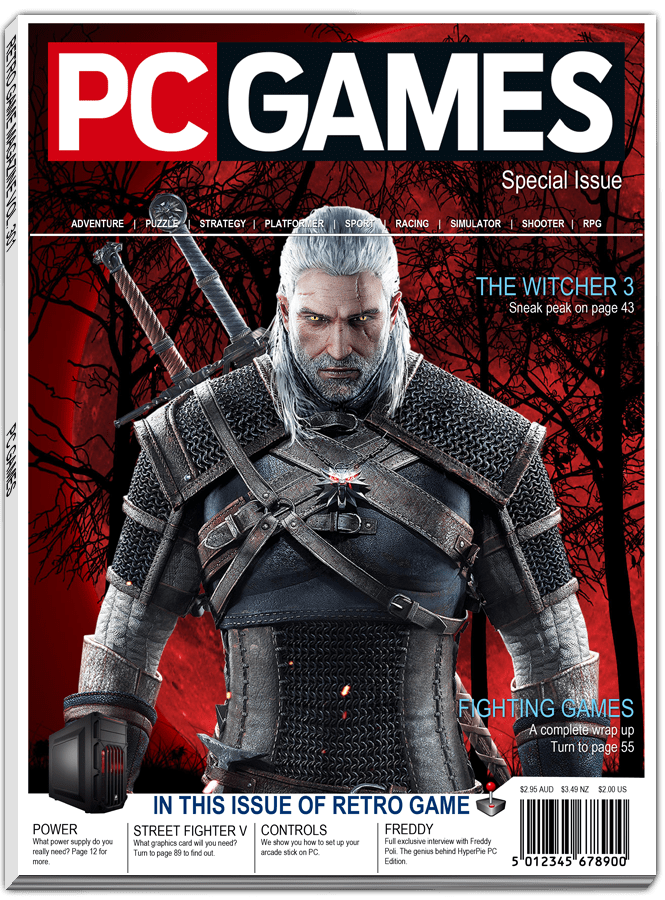 PC GAMES
Special Issue
ADVENTURE | PUZZLE | STRATEGY | PLATFORMER | SPORT | RACING | SIMULATOR | SHOOTER | RPG
THE WITCHER 3
Sneak peak on page 43
FIGHTING GAMES
A complete wrap up
Turn to page 55
IN THIS ISSUE OF RETRO GAME
$2.95 AUD $3.49 NZ $2.00 US
POWER
What power supply do you
really need? Page 12 for
more.
STREET FIGHTER V
What graphics card will you need?
Turn to page 89 to find out.
CONTROLS
We show you how to set up your
arcade stick on PC.
FREDDY
Full exclusive interview with Freddy
Poli. The genius behind HyperPie PC
Edition.
5 012345 678900
PC GAMES